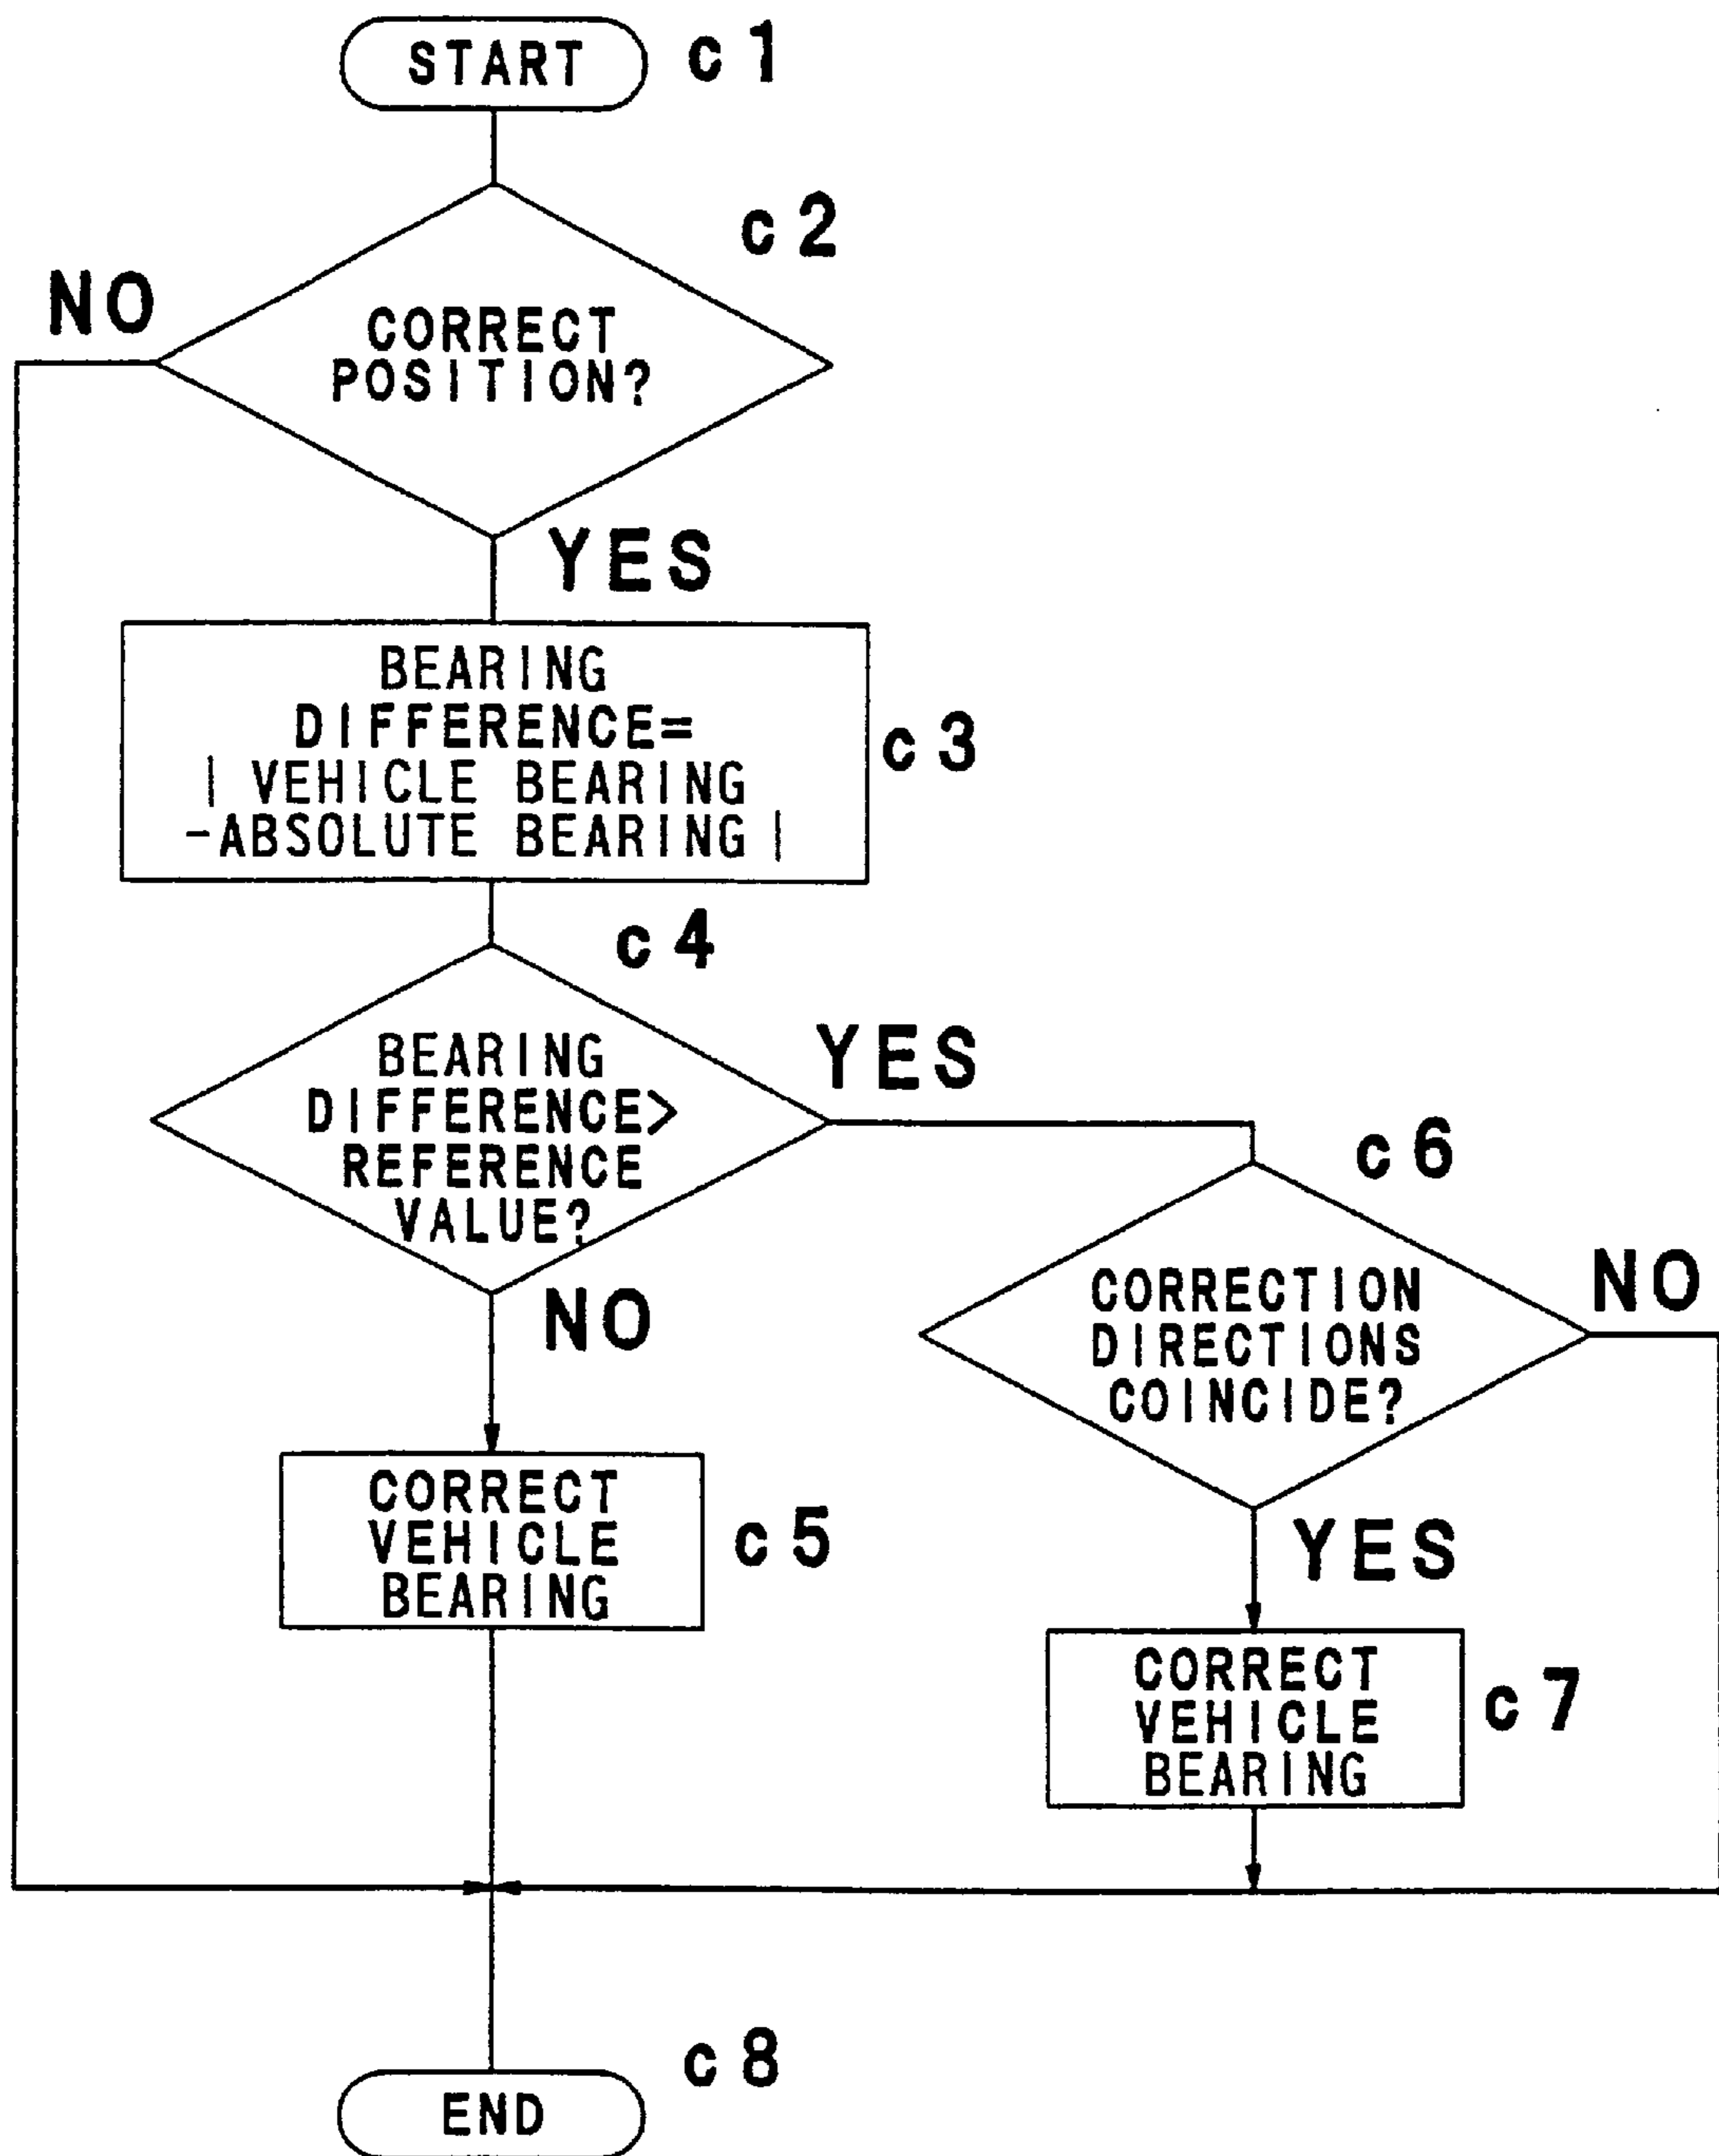 START
c1
c2
NO
CORRECT
POSITION?
YES
BEARING
DIFFERENCE=
| VEHICLE BEARING
-ABSOLUTE BEARING |
c3
c4
BEARING
DIFFERENCE>
REFERENCE
VALUE?
YES
c6
NO
CORRECTION
DIRECTIONS
COINCIDE?
NO
CORRECT
VEHICLE
BEARING
c5
YES
CORRECT
VEHICLE
BEARING
c7
c8
END